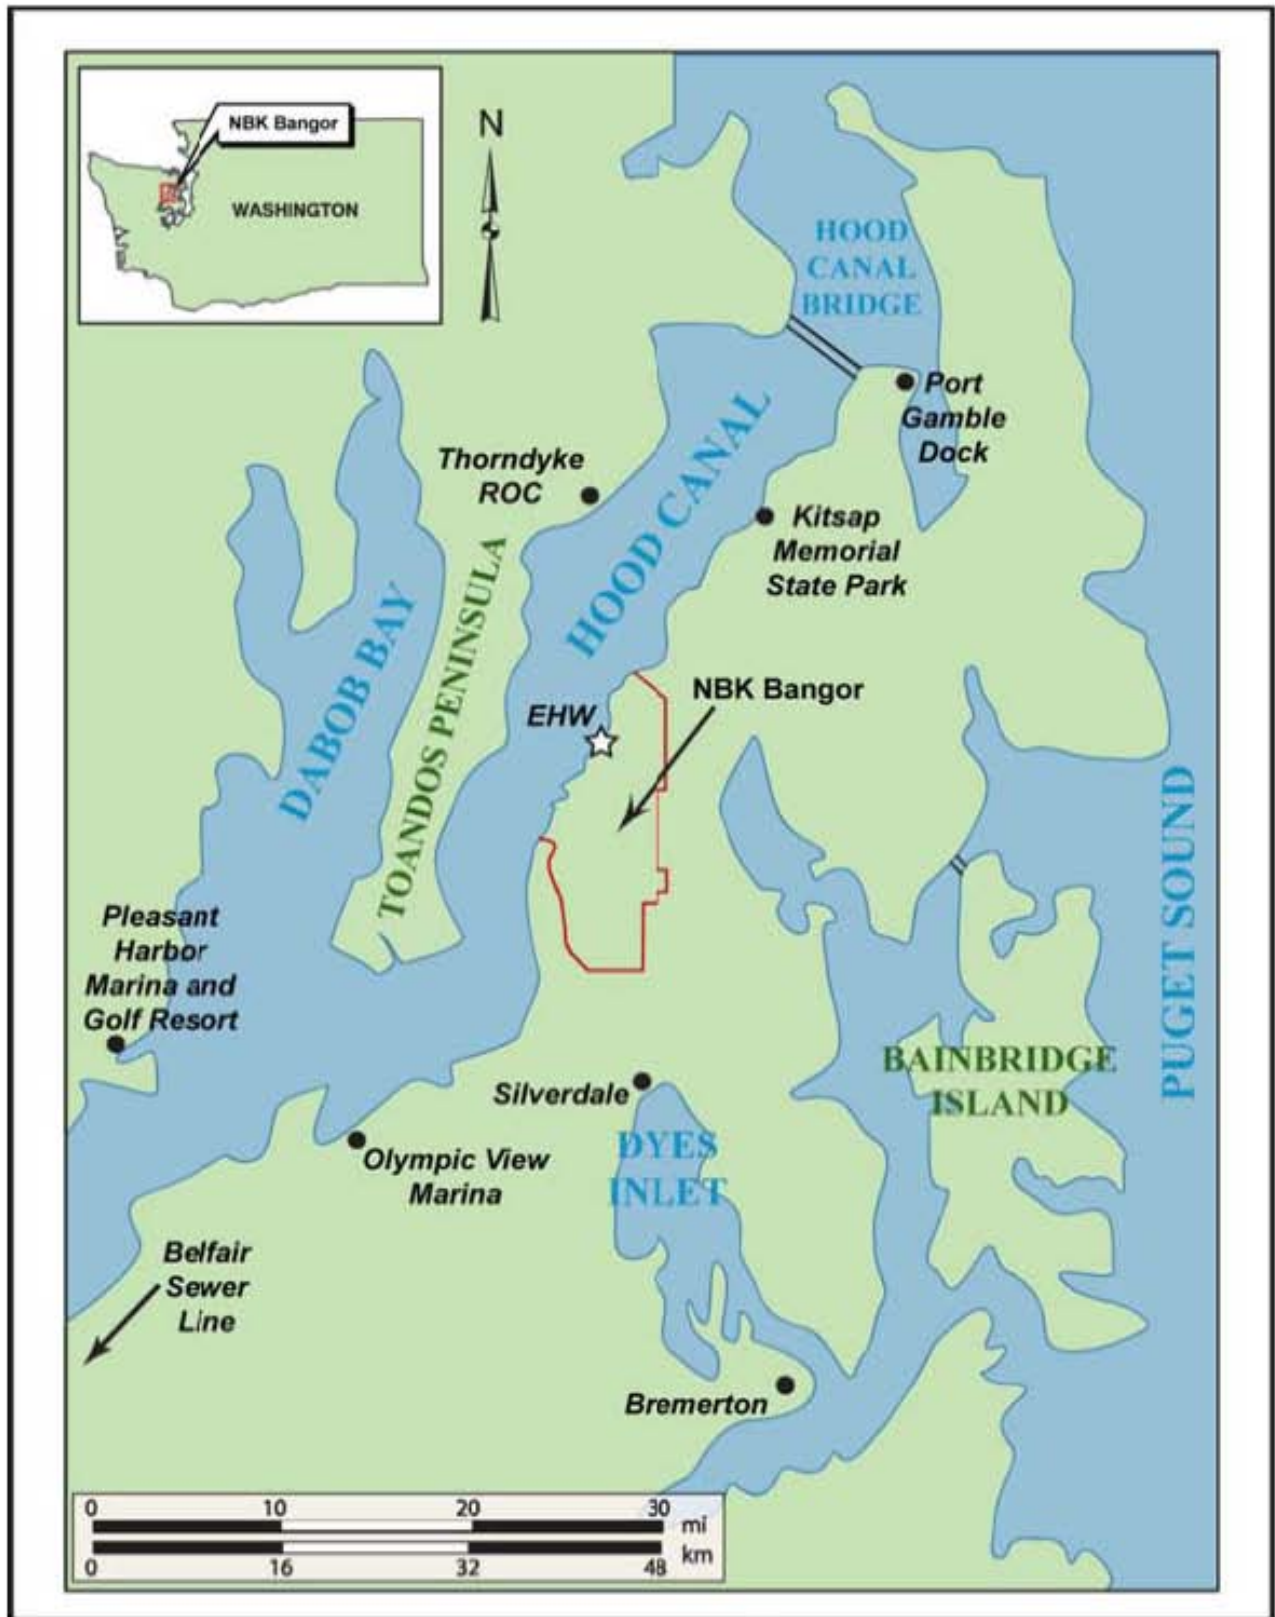 NBK Bangor
WASHINGTON
N
HOOD
CANAL
BRIDGE
Port
Gamble
Dock
Thorndyke
ROC
HOOD CANAL
Kitsap
Memorial
State Park
DABOB BAY
TOANDOS PENINSULA
EHW
NBK Bangor
PUGET SOUND
Pleasant
Harbor
Marina and
Golf Resort
BAINBRIDGE
ISLAND
Silverdale
DYES
INLET
Olympic View
Marina
Belfair
Sewer
Line
Bremerton
0 10 20 30 mi
0 16 32 48 km